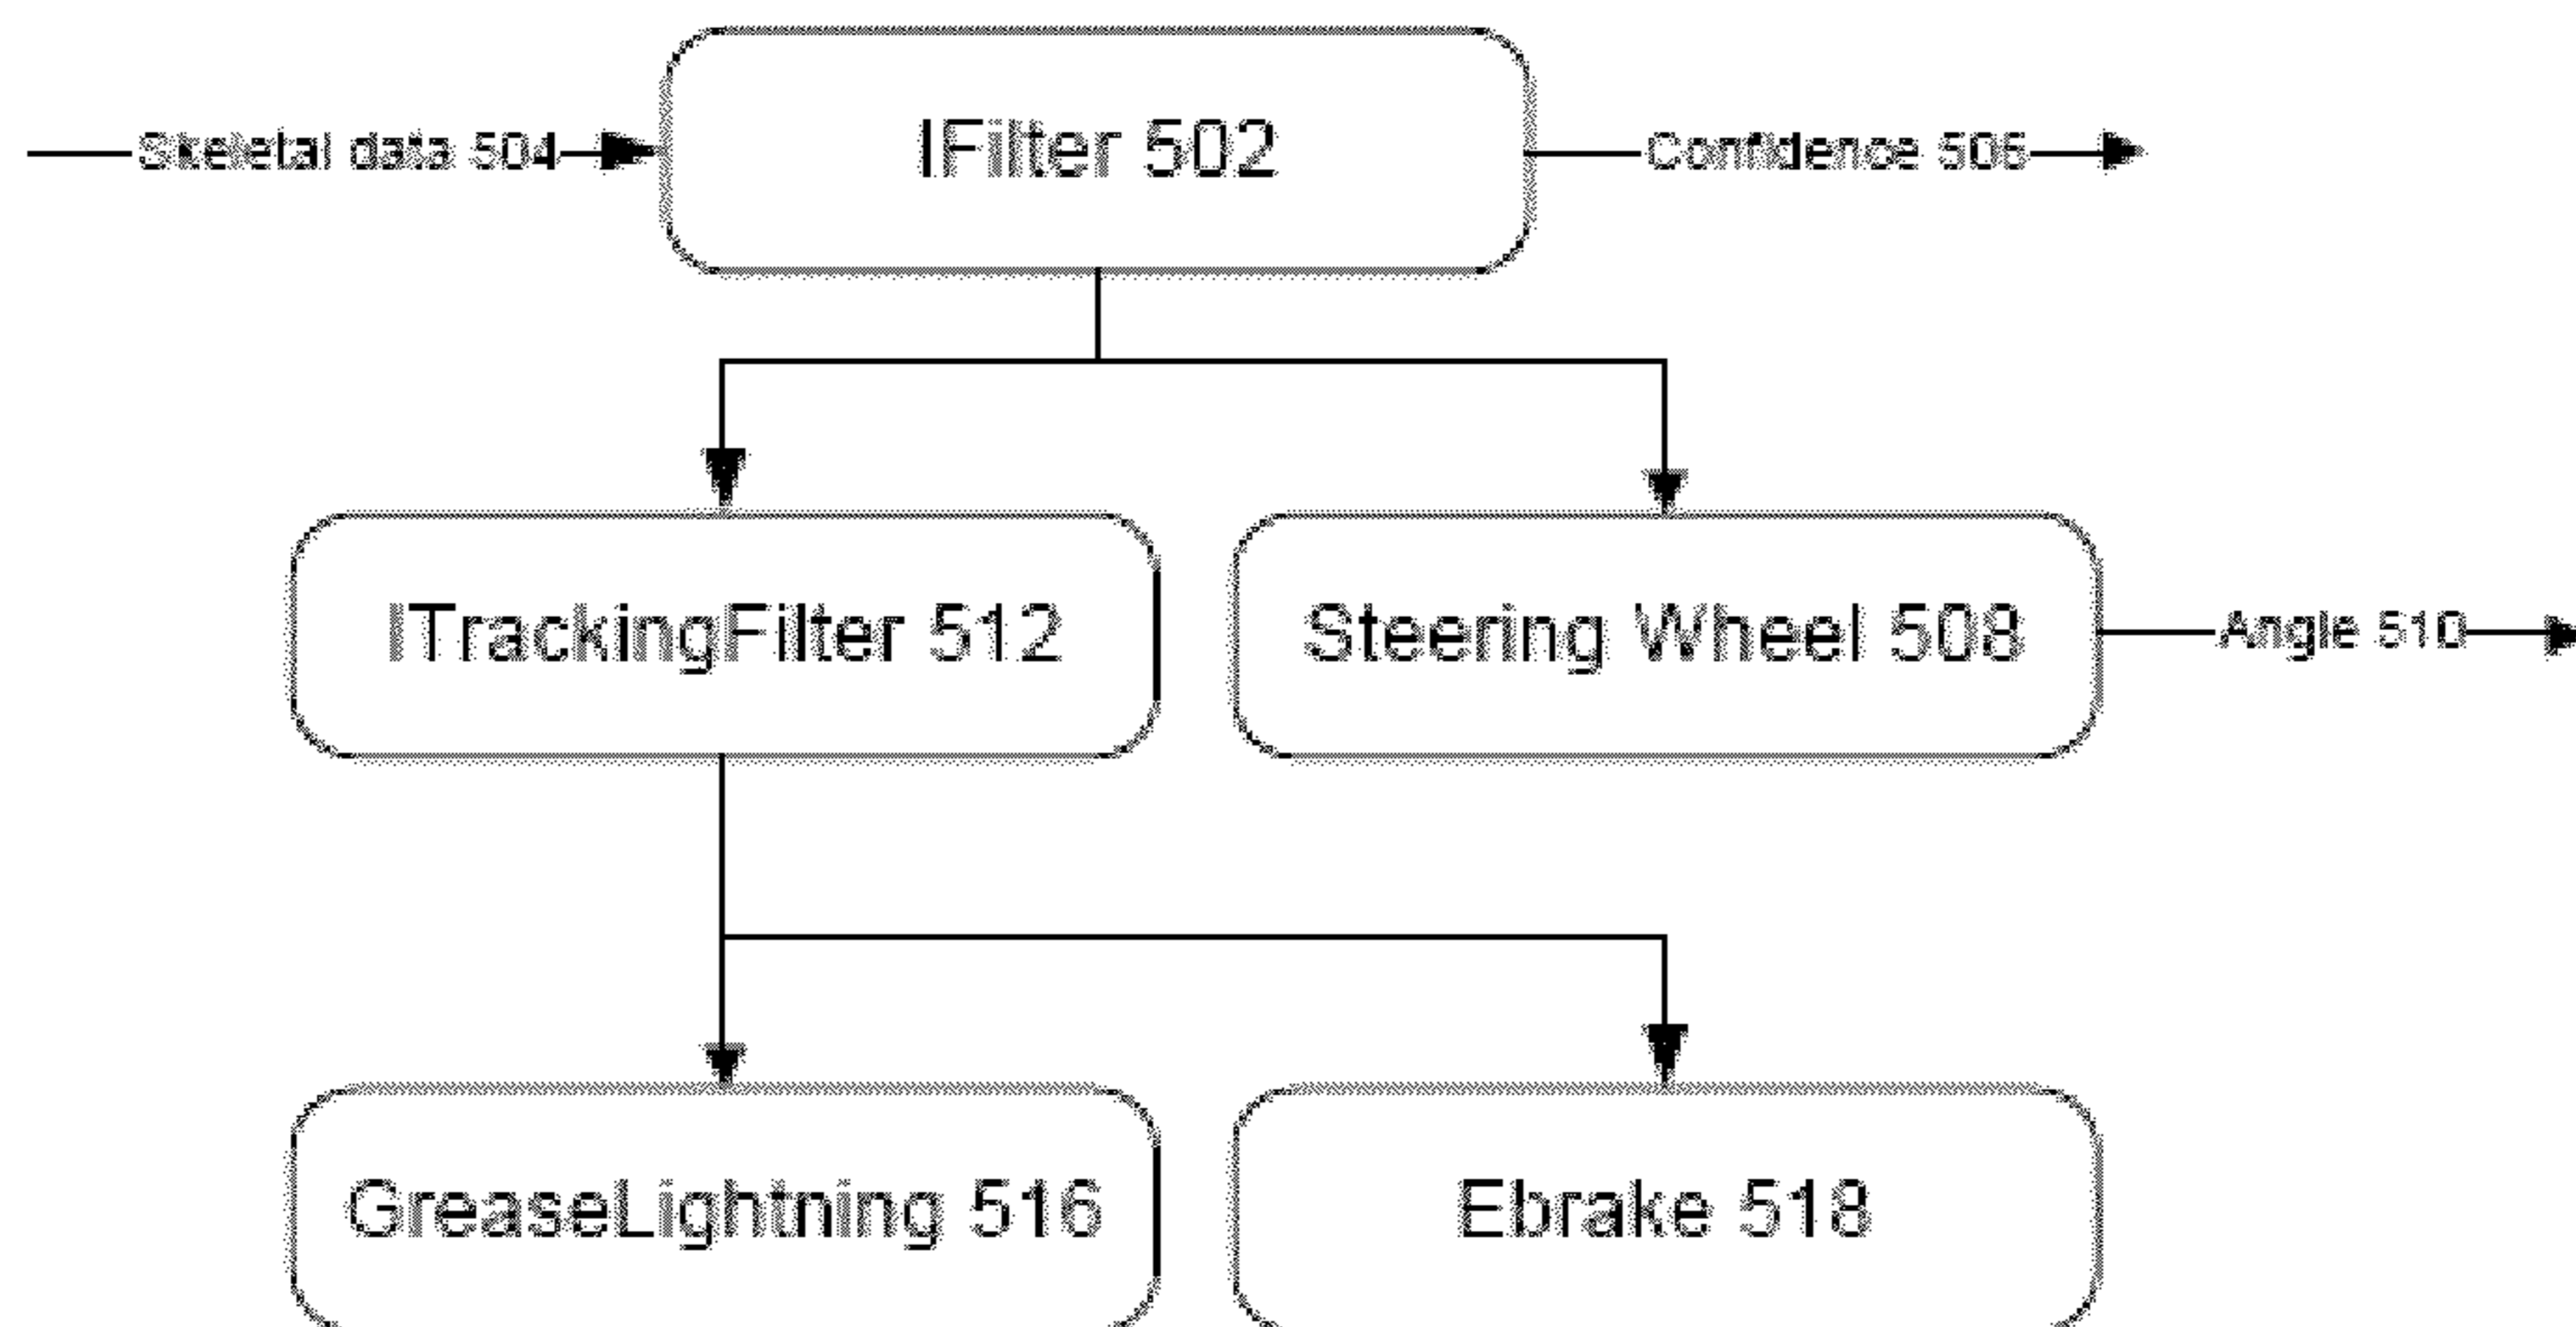 Skeletal data 504
IFilter 502
Confidence 506
ITrackingFilter 512
Steering Wheel 508
Angle 510
GreaseLightning 516
Ebrake 518